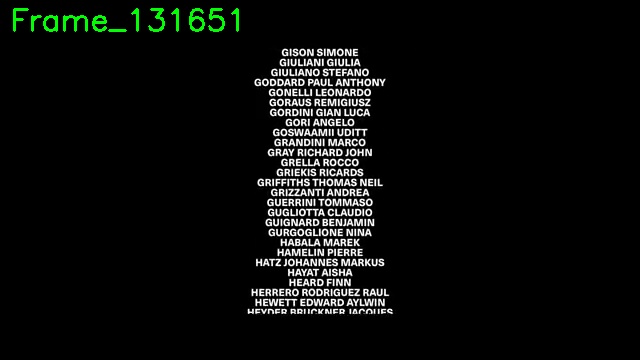 Frame_131651
GISON SIMONE
GIULIANI GIULIA
GIULIANO STEFANO
GODDARD PAUL ANTHONY
GONELLI LEONARDO
GORAUS REMIGIUSZ
GORDINI GIAN LUCA
GORI ANGELO
GOSWAAMII UDITT
GRANDINI MARCO
GRAY RICHARD JOHN
GRELLA ROCCO
GRIEKIS RICARDS
GRIFFITHS THOMAS NEIL
GRIZZANTI ANDREA
GUERRINI TOMMASO
GUGLIOTTA CLAUDIO
GUIGNARD BENJAMIN
GURGOGLIONE NINA
HABALA MAREK
HAMELIN PIERRE
HATZ JOHANNES MARKUS
HAYAT AISHA
HEARD FINN
HERRERO RODRIGUEZ RAUL
HEWETT EDWARD AYLWIN
HEYDER BRUCKNER JACQUES